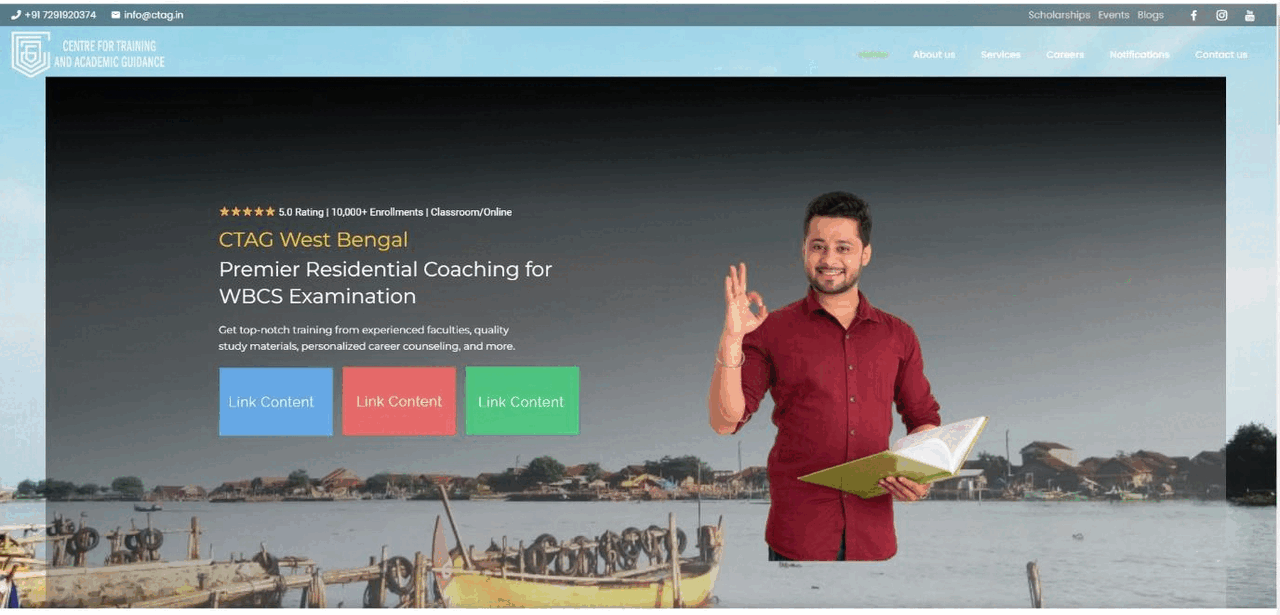 +91 7291920374 info@ctag.in Scholarships Events Blogs
CENTRE FOR TRAINING
AND ACADEMIC GUIDANCE
Home About us Services Careers Notifications Contact us
5.0 Rating | 10,000+ Enrollments | Classroom/Online
CTAG West Bengal
Premier Residential Coaching for
WBCS Examination
Get top-notch training from experienced faculties, quality
study materials, personalized career counseling, and more.
Link Content Link Content Link Content